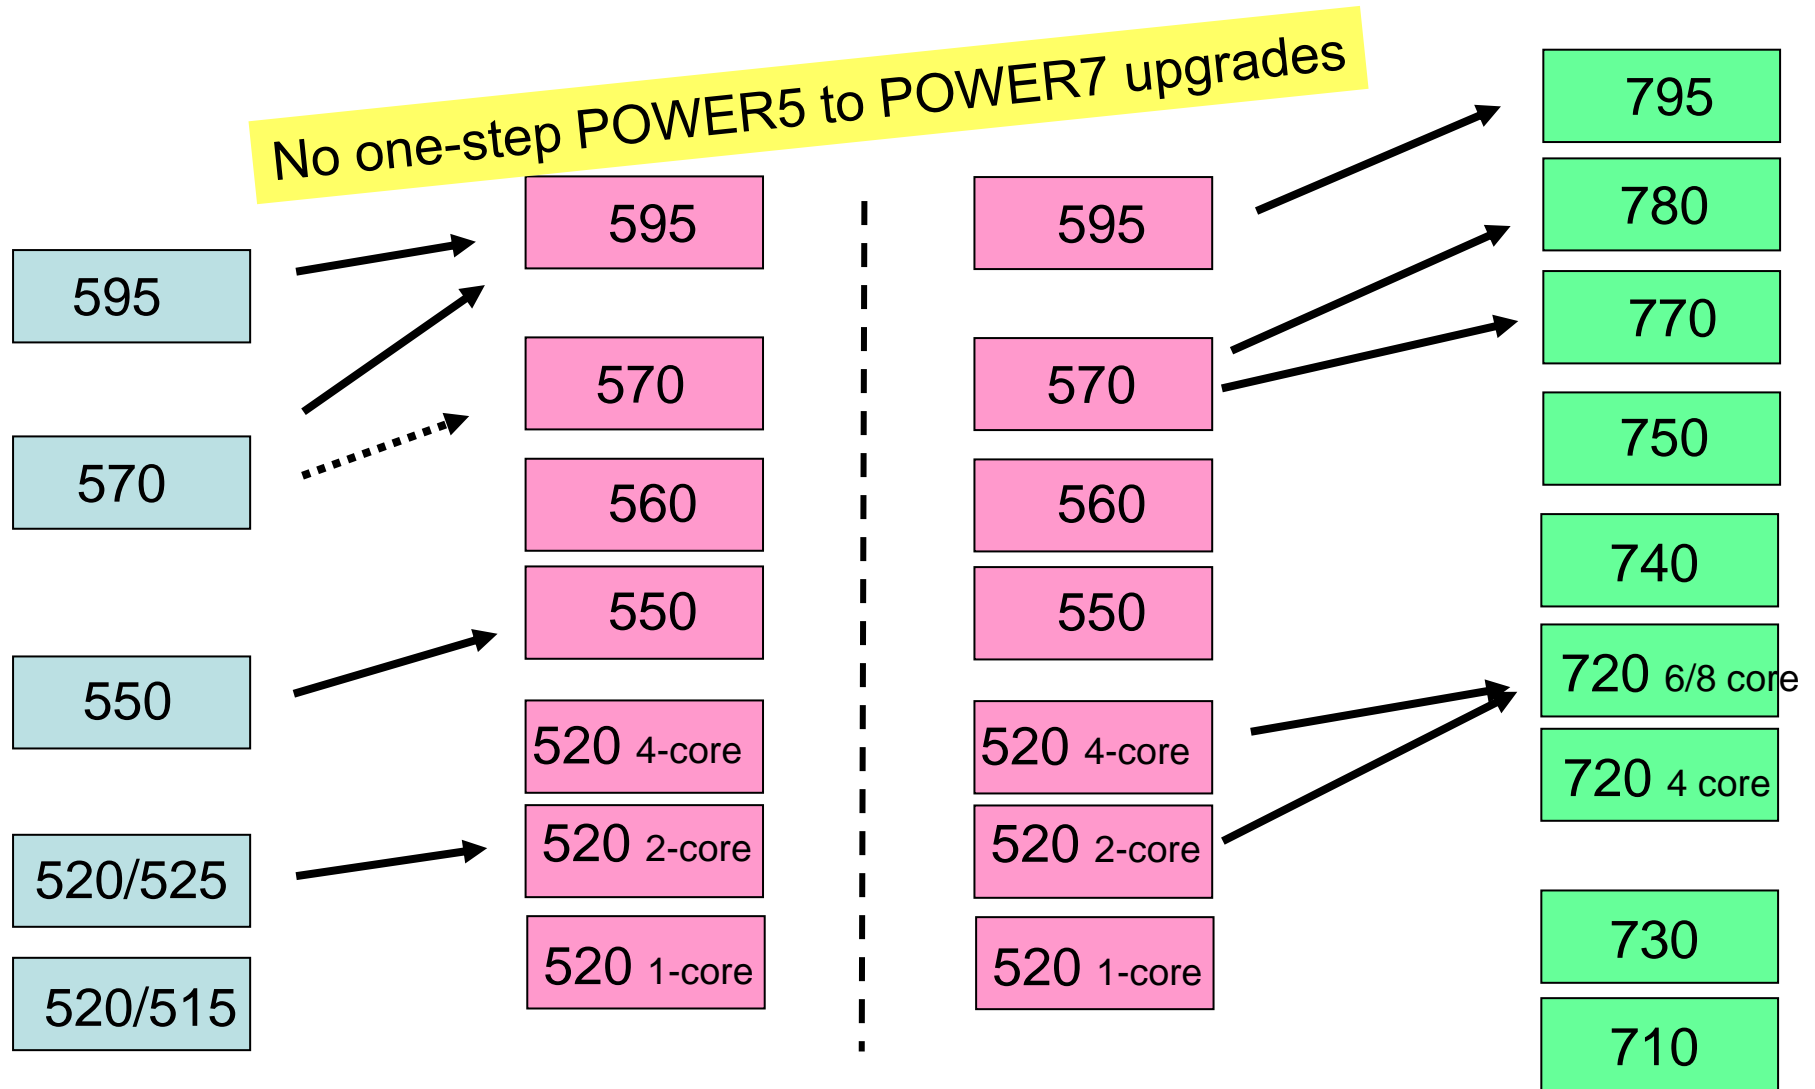 No one-step POWER5 to POWER7 upgrades
595
570
550
520/525
520/515
595
570
560
550
520 4-core
520 2-core
520 1-core
595
570
560
550
520 4-core
520 2-core
520 1-core
795
780
770
750
740
720 6/8 core
720 4 core
730
710